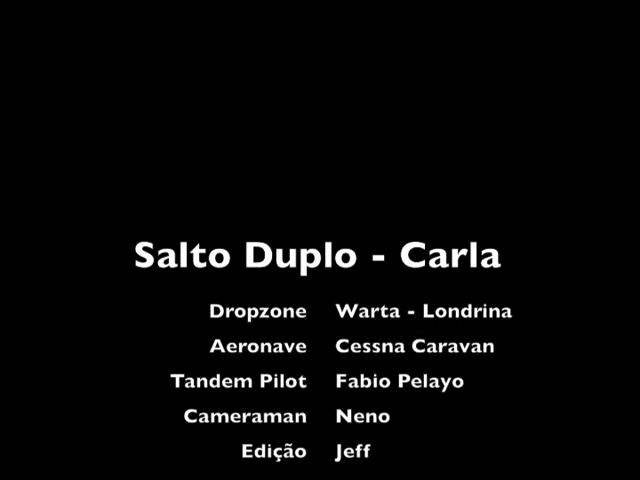 Salto Duplo - Carla
Dropzone Warta - Londrina
Aeronave Cessna Caravan
Tandem Pilot Fabio Pelayo
Cameraman Neno
Edição Jeff